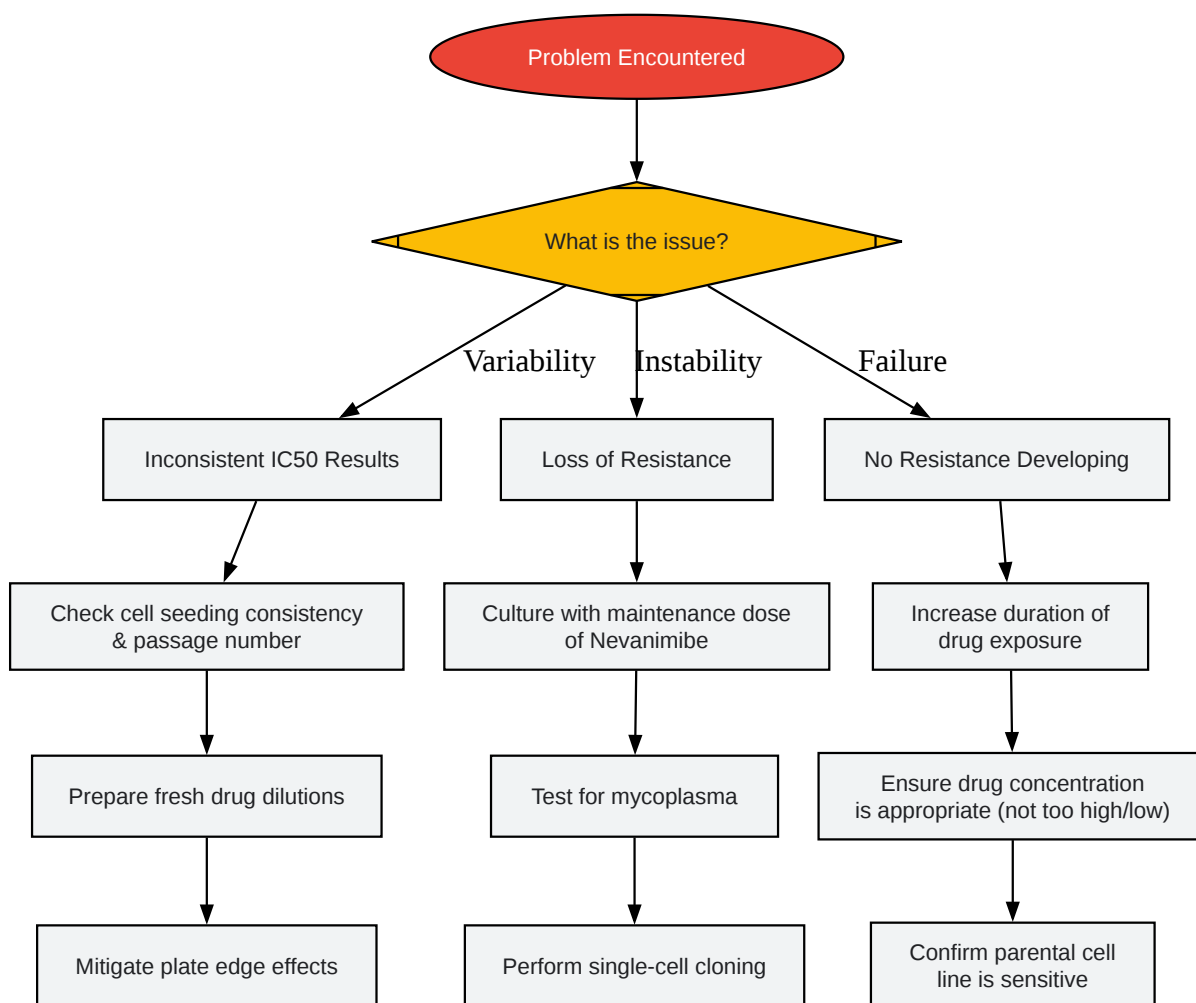 Problem Encountered
What is the issue?
Variability
Instability
Failure
Inconsistent IC50 Results
Loss of Resistance
No Resistance Developing
Check cell seeding consistency
& passage number
Culture with maintenance dose
of Nevanimibe
Increase duration of
drug exposure
Prepare fresh drug dilutions
Test for mycoplasma
Ensure drug concentration
is appropriate (not too high/low)
Mitigate plate edge effects
Perform single-cell cloning
Confirm parental cell
line is sensitive